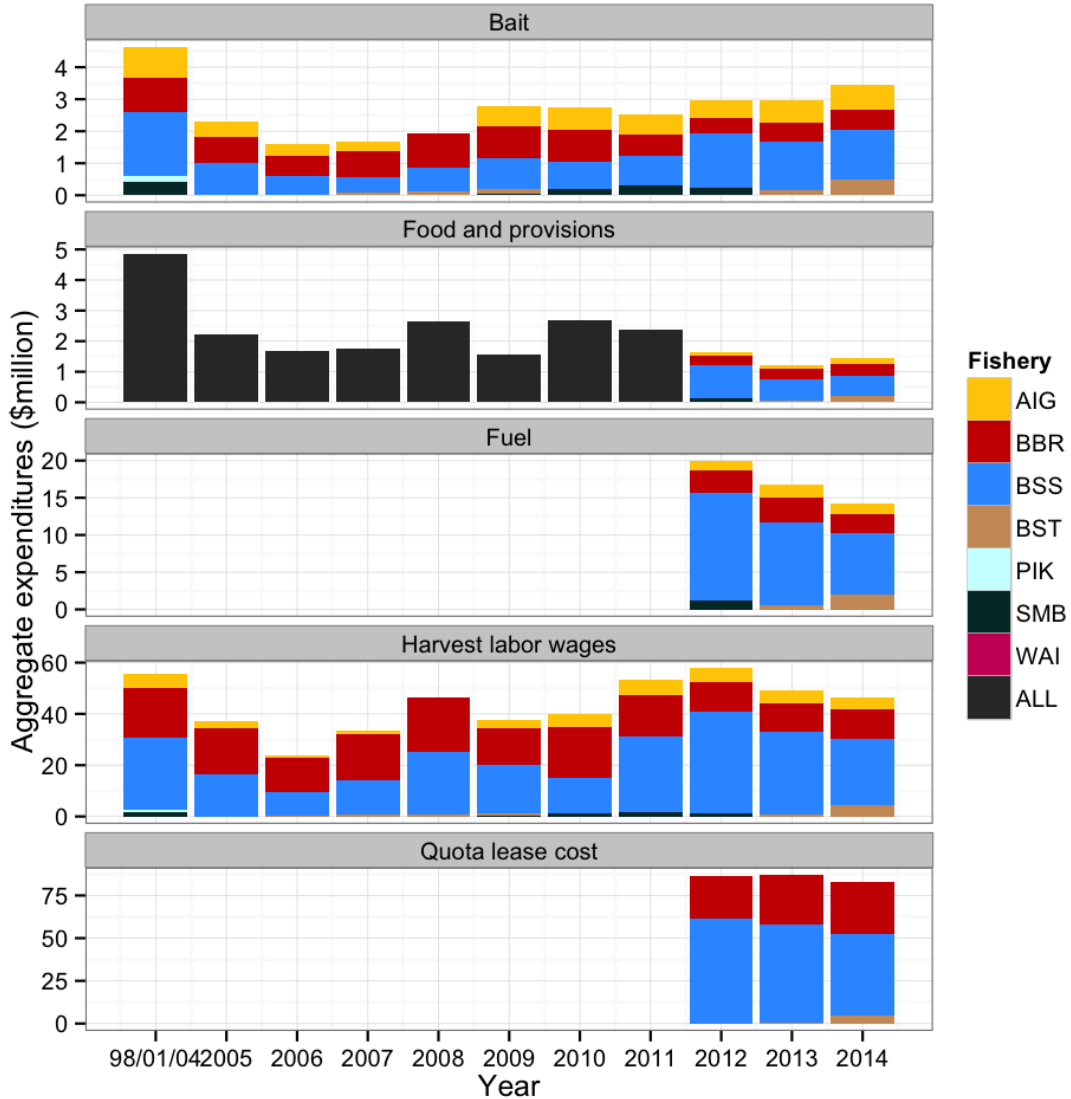 Bait
4
3
2
1
0
Food and provisions
5
4
3
2
1
0
Fuel
20
15
10
5
0
Harvest labor wages
60
40
20
0
Quota lease cost
75
50
25
0
98/01/04 2005 2006 2007 2008 2009 2010 2011 2012 2013 2014
Year
Aggregate expenditures ($million)
Fishery
AIG
BBR
BSS
BST
PIK
SMB
WAI
ALL